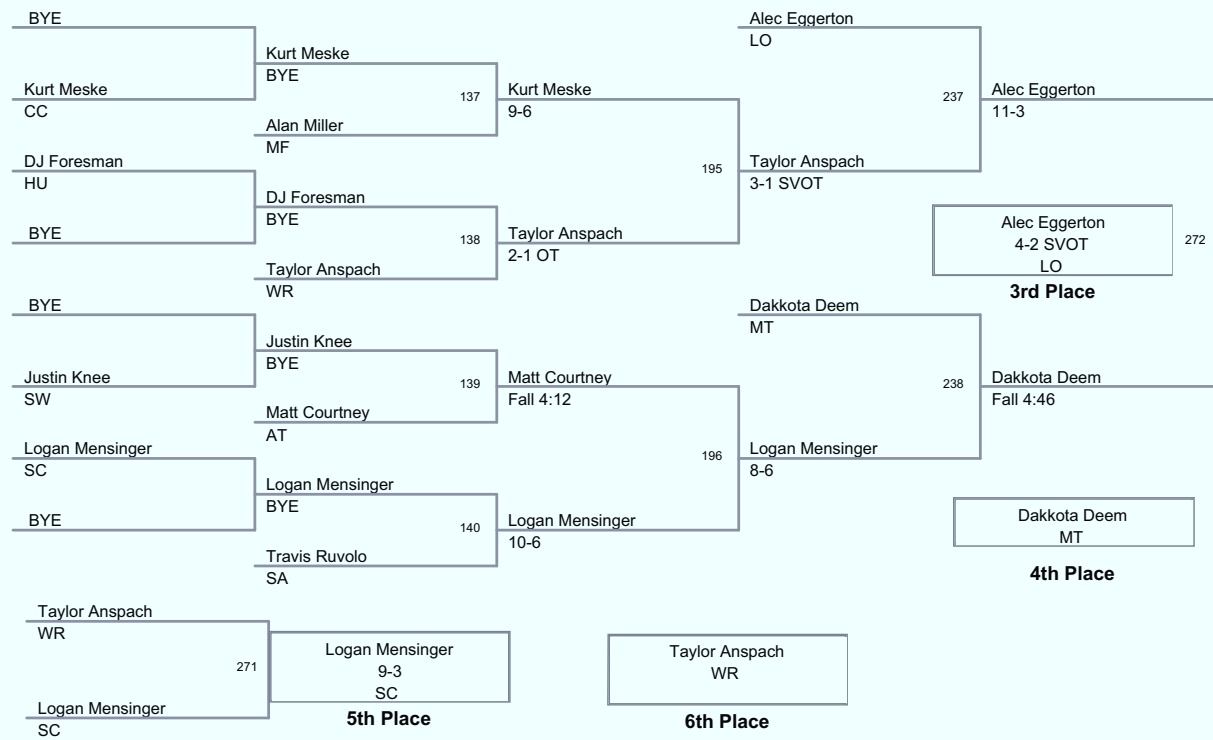 BYE
Kurt Meske
CC
DJ Foresman
HU
BYE
BYE
Justin Knee
SW
Logan Mensinger
SC
BYE
Kurt Meske
BYE
137
Alan Miller
MF
DJ Foresman
BYE
138
Taylor Anspach
WR
Justin Knee
BYE
139
Matt Courtney
AT
Logan Mensinger
BYE
140
Travis Ruvolo
SA
Kurt Meske
9-6
195
Taylor Anspach
2-1 OT
Matt Courtney
Fall 4:12
196
Logan Mensinger
10-6
Alec Eggerton
LO
237
Taylor Anspach
3-1 SVOT
Dakkota Deem
MT
238
Logan Mensinger
8-6
Alec Eggerton
11-3
Alec Eggerton
4-2 SVOT
LO
272
3rd Place
Dakkota Deem
Fall 4:46
Dakkota Deem
MT
4th Place
Taylor Anspach
WR
271
Logan Mensinger
SC
Logan Mensinger
9-3
SC
5th Place
Taylor Anspach
WR
6th Place